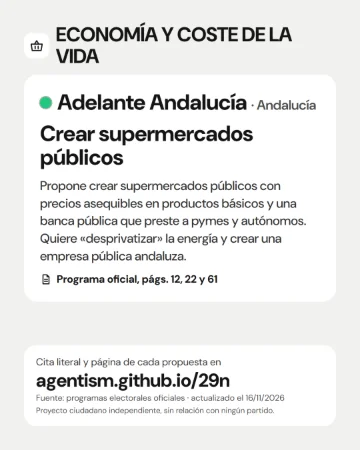 ECONOMÍA Y COSTE DE LA
VIDA
Adelante Andalucía · Andalucía
Crear supermercados
públicos
Propone crear supermercados públicos con
precios asequibles en productos básicos y una
banca pública que preste a pymes y autónomos.
Quiere «desprivatizar» la energía y crear una
empresa pública andaluza.
Programa oficial, págs. 12, 22 y 61
Cita literal y página de cada propuesta en
agentism.github.io/29n
Fuente: programas electorales oficiales · actualizado el 16/11/2026
Proyecto ciudadano independiente, sin relación con ningún partido.